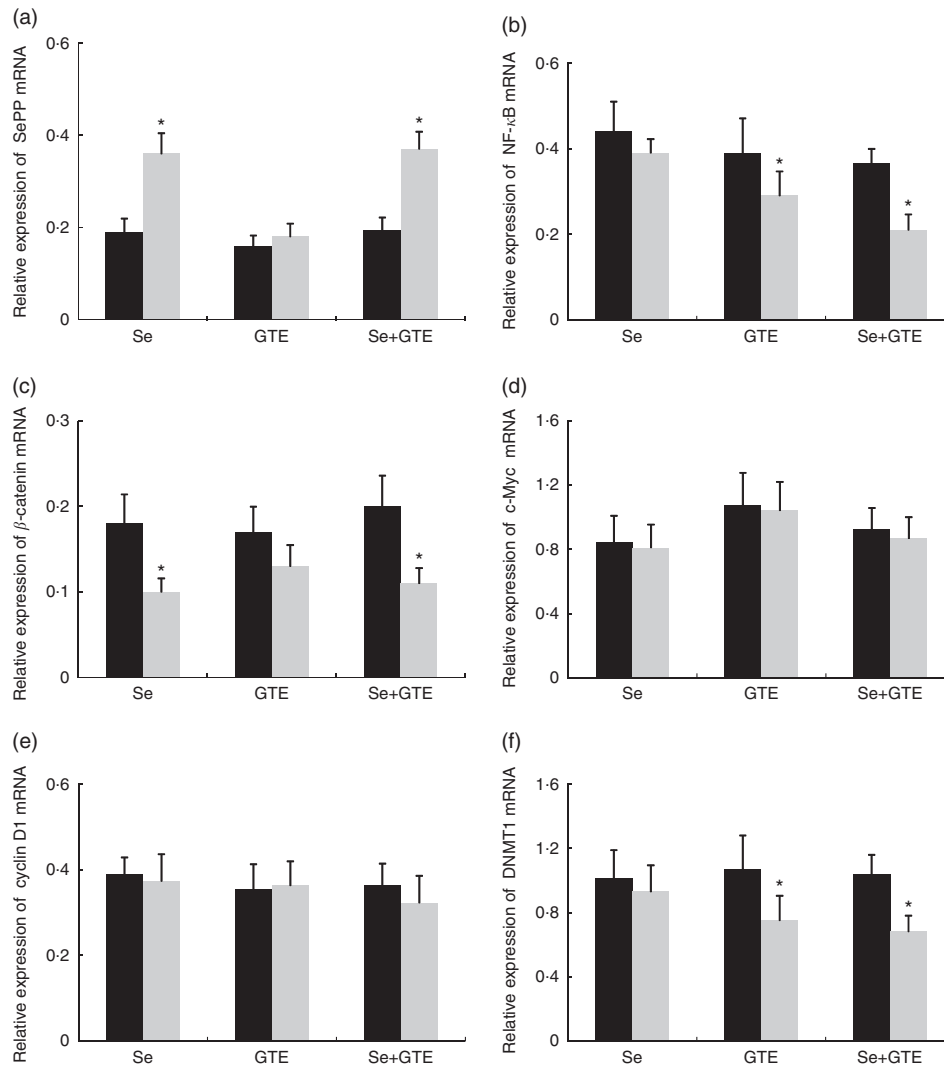 (a)
Relative expression of SePP mRNA
0·6
0·4
0·2
0
*
*
Se
GTE
Se+GTE
(b)
Relative expression of NF-κB mRNA
0·6
0·4
0·2
0
*
*
Se
GTE
Se+GTE
(c)
Relative expression of β-catenin mRNA
0·3
0·2
0·1
0
*
*
Se
GTE
Se+GTE
(d)
Relative expression of c-Myc mRNA
1·6
1·2
0·8
0·4
0
Se
GTE
Se+GTE
(e)
Relative expression of cyclin D1 mRNA
0·6
0·4
0·2
0
Se
GTE
Se+GTE
(f)
Relative expression of DNMT1 mRNA
1·6
1·2
0·8
0·4
0
*
*
Se
GTE
Se+GTE